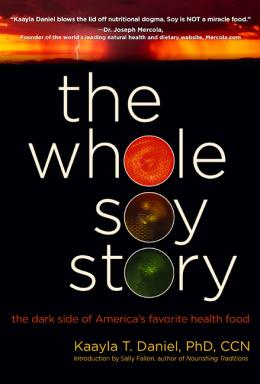 "Kaayla Daniel blows the lid off nutritional dogma. Soy is NOT a miracle food."
—Dr. Joseph Mercola,
Founder of the world's leading natural health and dietary website, Mercola.com
the
whole
soy
story
the dark side of America's favorite health food
Kaayla T. Daniel, PhD, CCN
Introduction by Sally Fallon, author of Nourishing Traditions